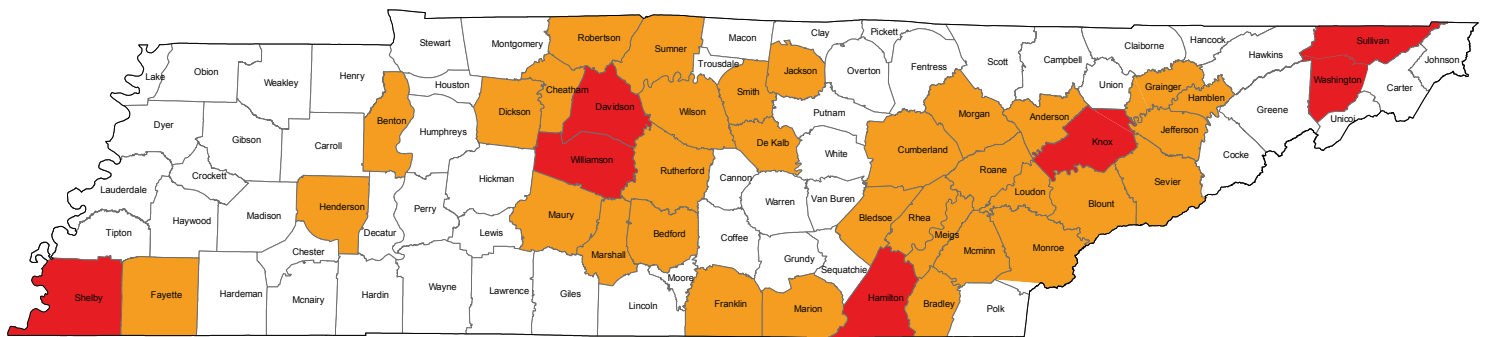 Lake
Obion
Weakley
Henry
Stewart
Montgomery
Robertson
Sumner
Macon
Clay
Pickett
Trousdale
Houston
Cheatham
Dickson
Davidson
Wilson
Smith
Jackson
Overton
Fentress
Scott
Campbell
Claiborne
Hancock
Hawkins
Sullivan
Johnson
Washington
Carter
Union
Grainger
Hamblen
Greene
Unicoi
Dyer
Gibson
Carroll
Benton
Humphreys
Putnam
De Kalb
White
Cumberland
Morgan
Anderson
Knox
Jefferson
Cocke
Sevier
Crockett
Lauderdale
Haywood
Madison
Henderson
Hickman
Williamson
Rutherford
Cannon
Warren
Van Buren
Roane
Loudon
Blount
Tipton
Chester
Decatur
Perry
Lewis
Maury
Marshall
Bedford
Coffee
Grundy
Sequatchie
Bledsoe
Rhea
Meigs
Mcminn
Monroe
Shelby
Fayette
Hardeman
Mcnairy
Hardin
Wayne
Lawrence
Giles
Lincoln
Moore
Franklin
Marion
Hamilton
Bradley
Polk